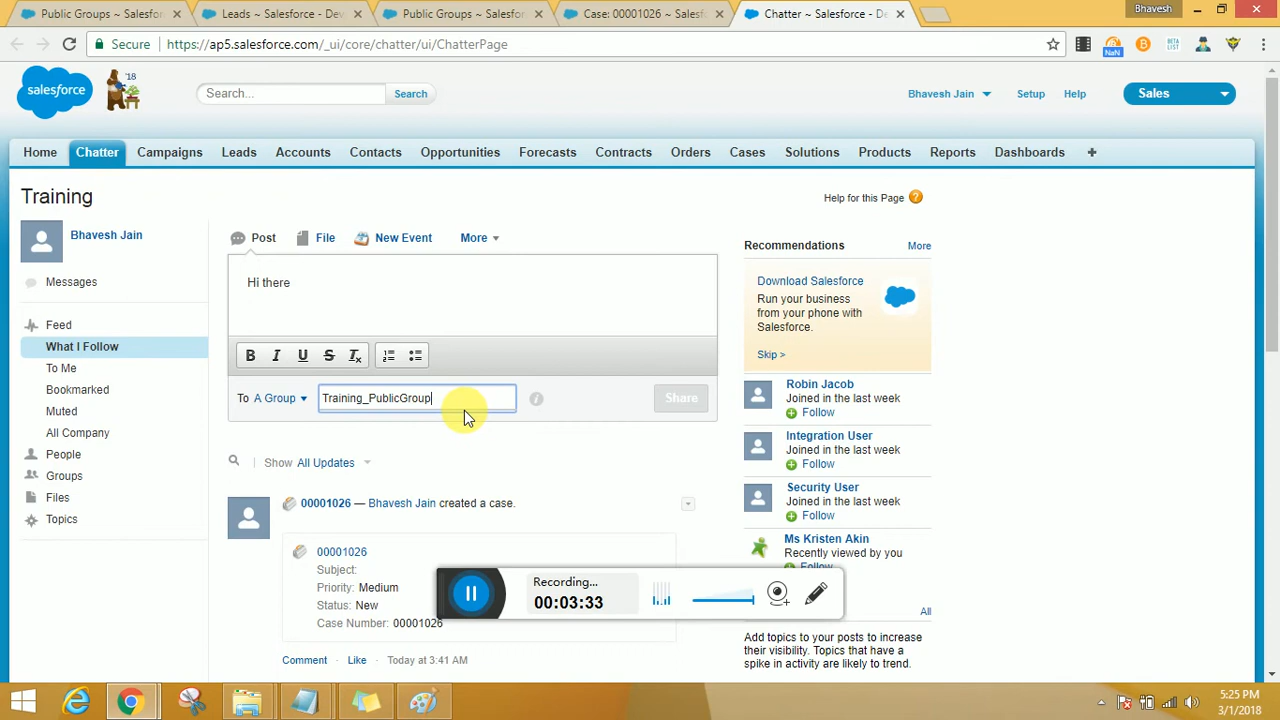 Public Groups ~ Salesfor
Leads ~ Salesforce - Dev
Public Groups ~ Salesfor
Case: 00001026 ~ Salesfo
Chatter ~ Salesforce - De
Bhavesh
Secure
https://ap5.salesforce.com/_ui/core/chatter/ui/ChatterPage
NaN
BETA LIST
salesforce
'18
Search...
Search
Bhavesh Jain
Setup
Help
Sales
Home
Chatter
Campaigns
Leads
Accounts
Contacts
Opportunities
Forecasts
Contracts
Orders
Cases
Solutions
Products
Reports
Dashboards
+
Training
Help for this Page ?
Bhavesh Jain
Messages
Feed
What I Follow
To Me
Bookmarked
Muted
All Company
People
Groups
Files
Topics
Post
File
New Event
More
Hi there
B I U S Tx
To A Group
Training_PublicGroup
i
Share
Show All Updates
00001026 — Bhavesh Jain created a case.
00001026
Subject:
Priority: Medium
Status: New
Case Number: 00001026
Comment · Like · Today at 3:41 AM
Recommendations
More
Download Salesforce
Run your business
from your phone with
Salesforce.
Skip >
Robin Jacob
Joined in the last week
Follow
Integration User
Joined in the last week
Follow
Security User
Joined in the last week
Follow
Ms Kristen Akin
Recently viewed by you
Follow
All
Add topics to your posts to increase
their visibility. Topics that have a
spike in activity are likely to trend.
Recording...
00:03:33
5:25 PM
3/1/2018